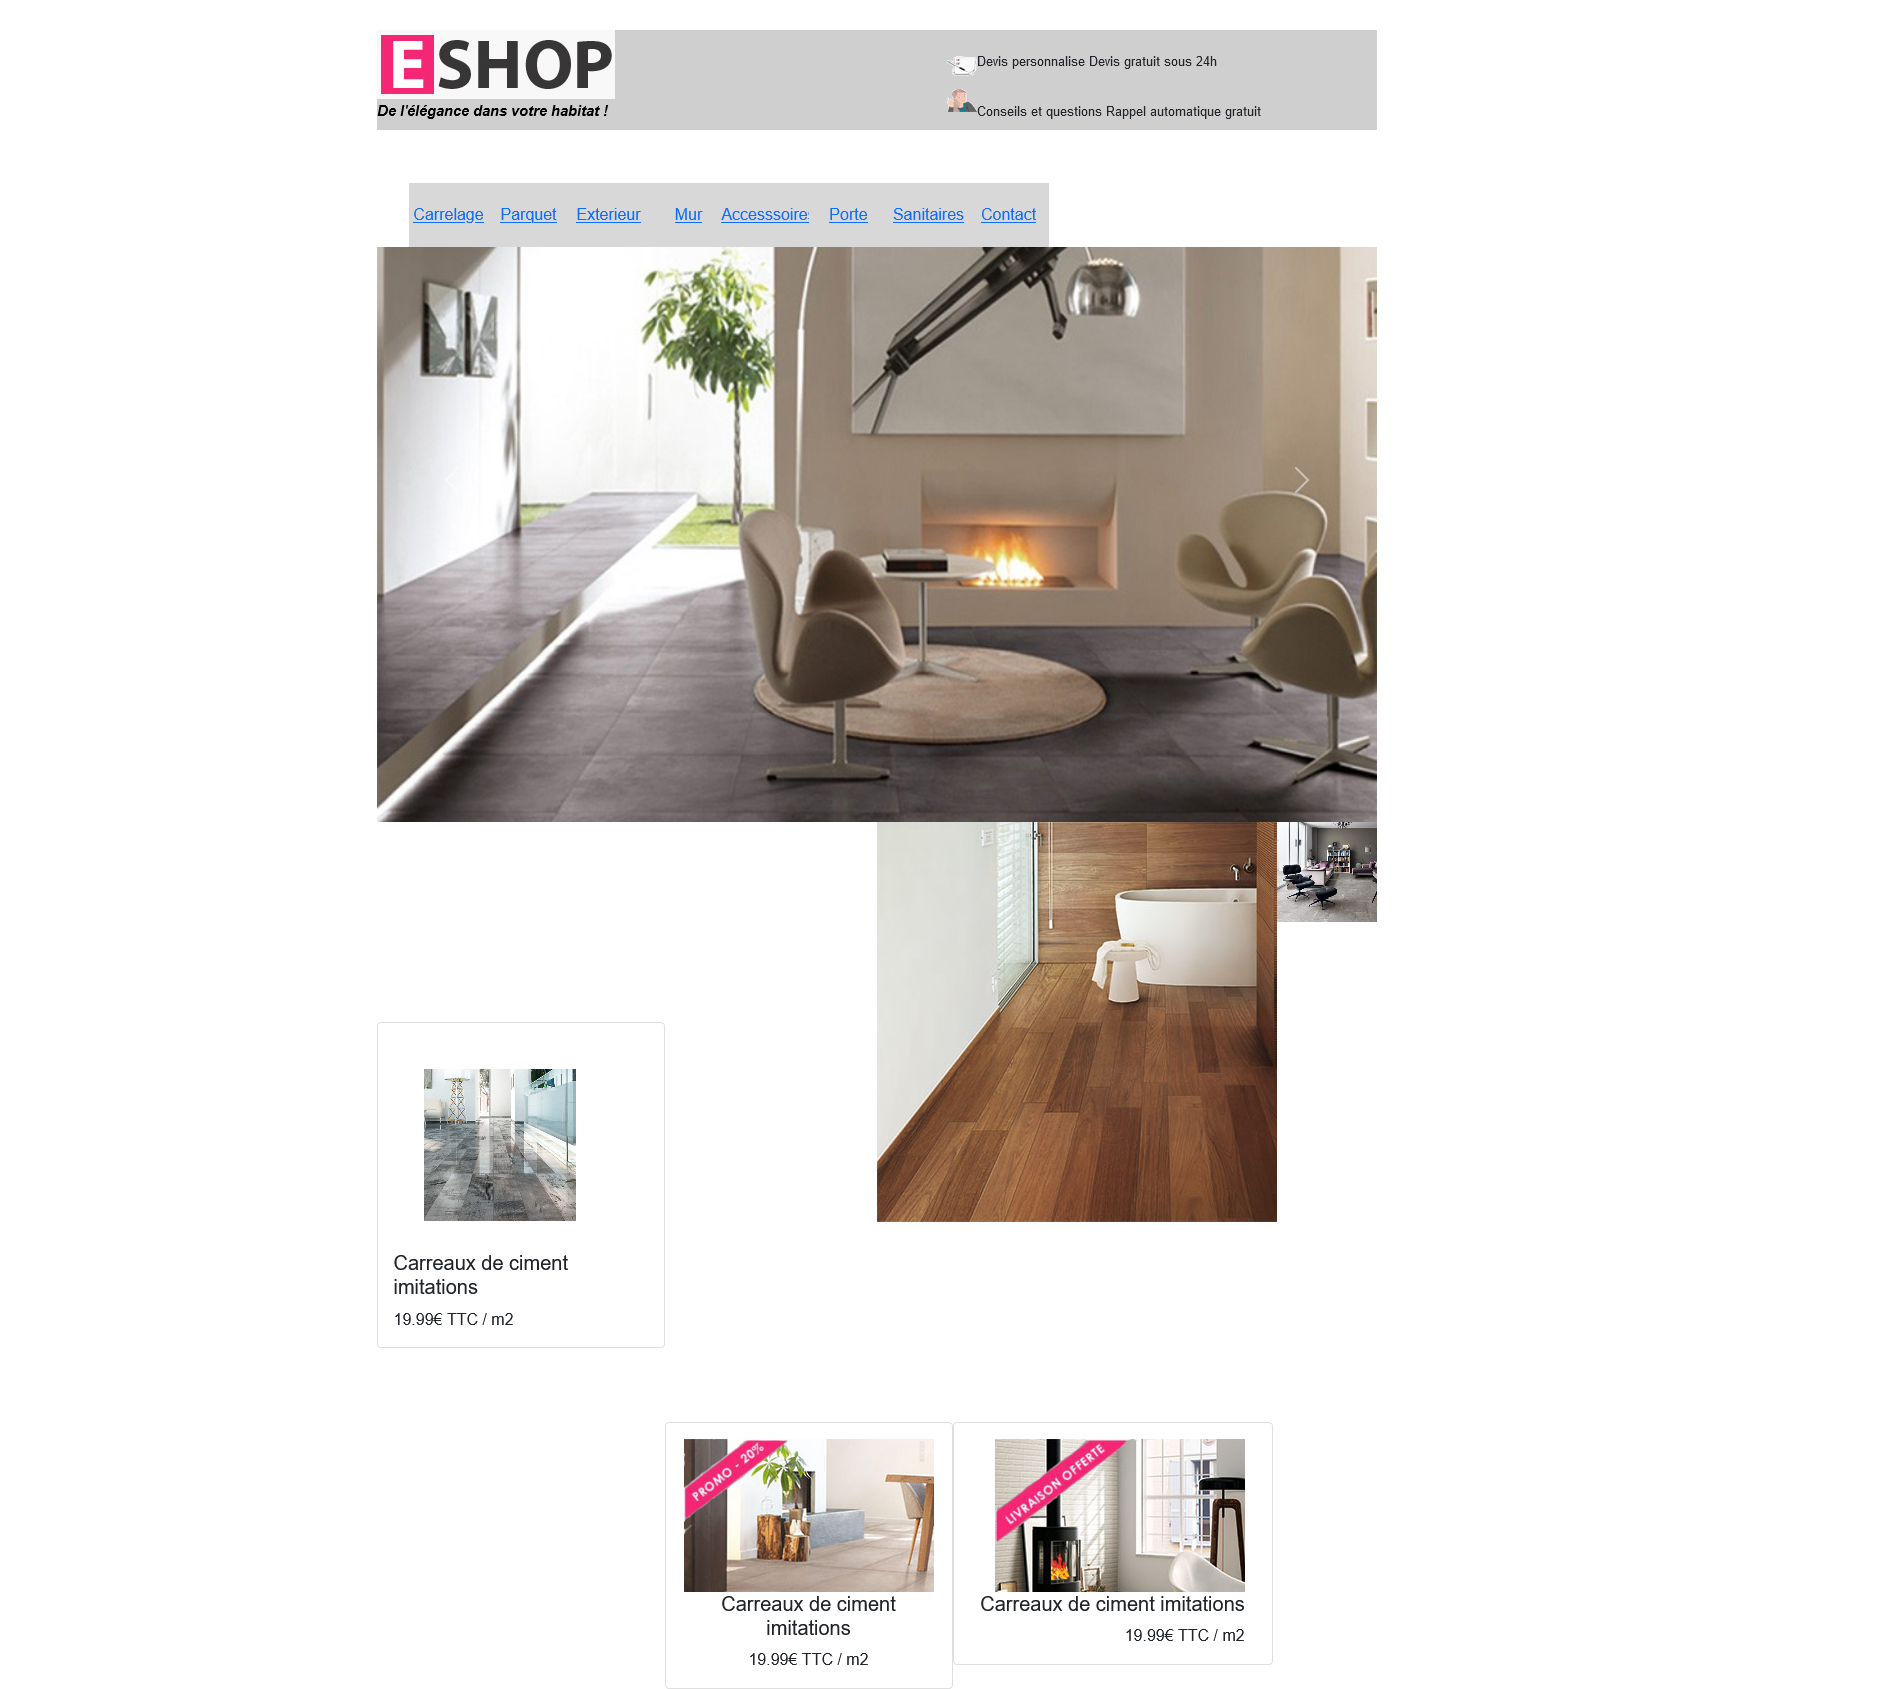 ESHOP
De l'élégance dans votre habitat !
Devis personnalise Devis gratuit sous 24h
Conseils et questions Rappel automatique gratuit
Carrelage Parquet Exterieur Mur Accesssoires Porte Sanitaires Contact
Carreaux de ciment
imitations
19.99€ TTC / m2
PROMO - 20%
Carreaux de ciment
imitations
19.99€ TTC / m2
LIVRAISON OFFERTE
Carreaux de ciment imitations
19.99€ TTC / m2